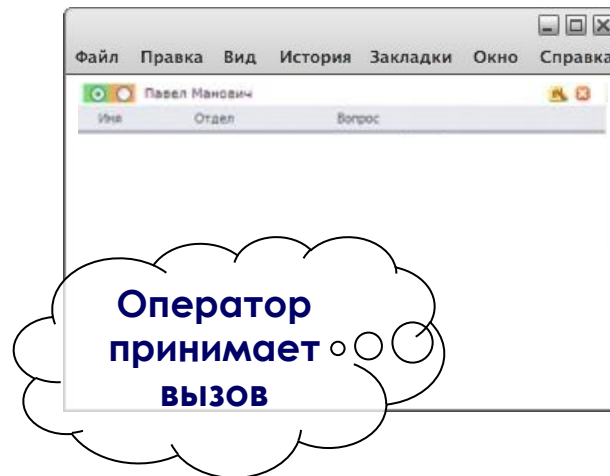 Файл Правка Вид История Закладки Окно Справка
Павел Манович
Имя Отдел Вопрос
Оператор
принимает
вызов